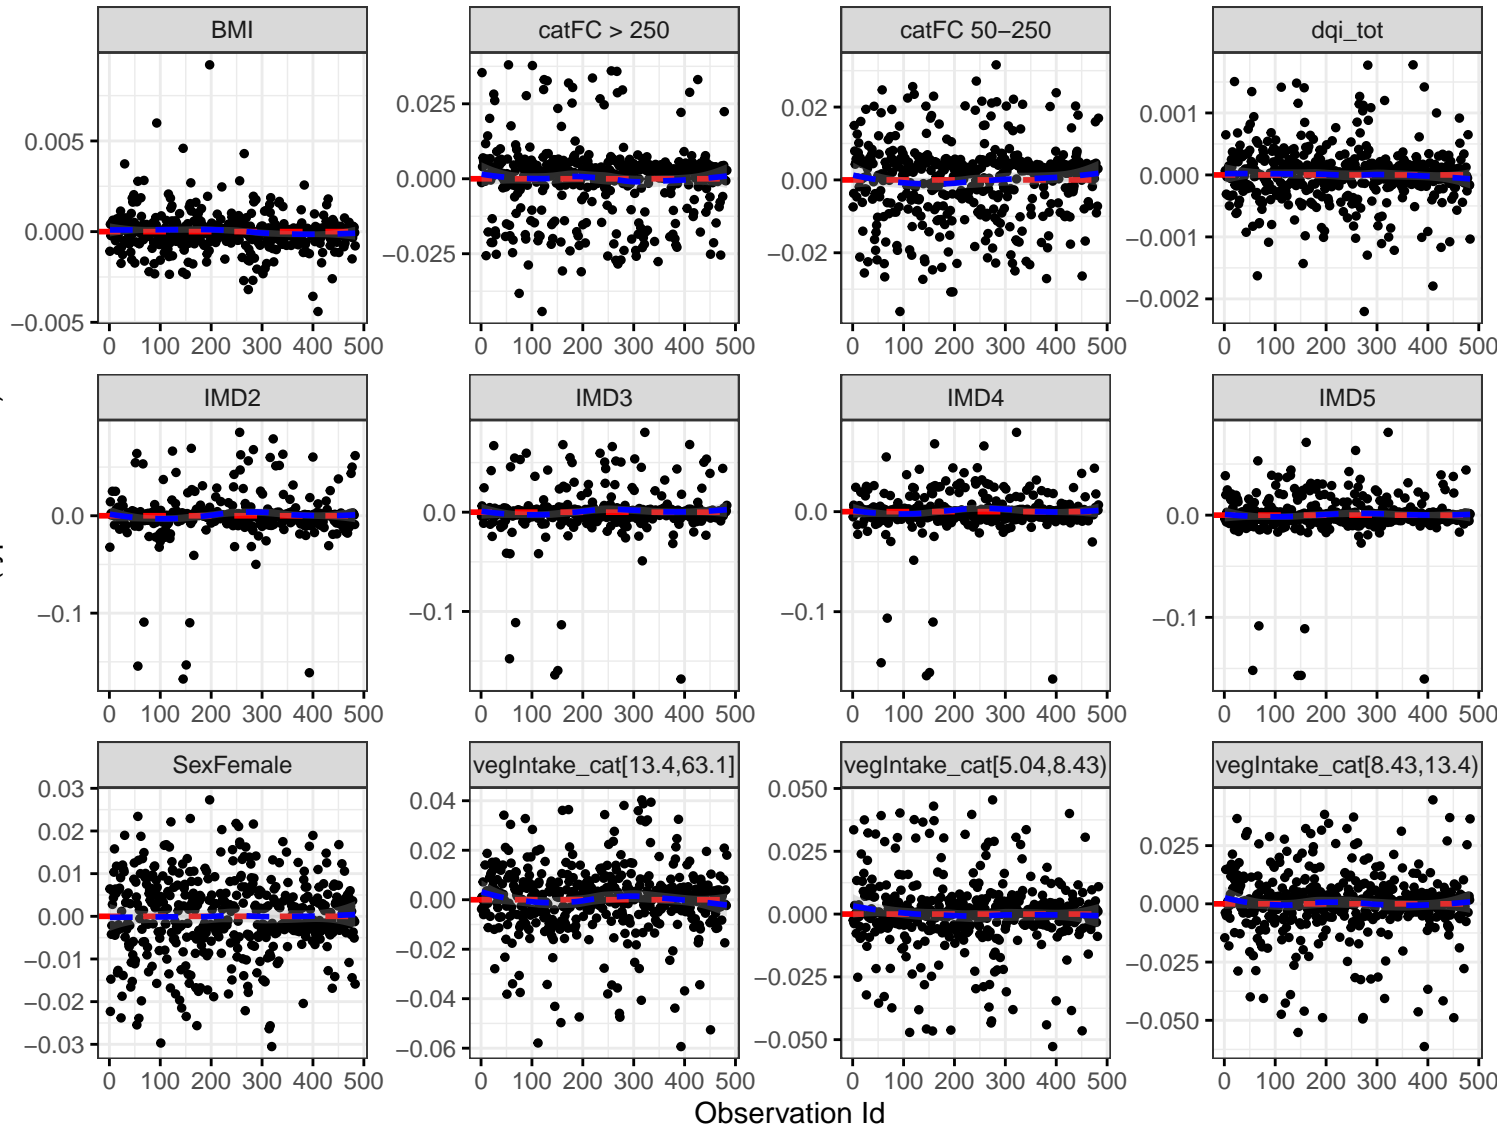 BMI
catFC > 250
catFC 50−250
dqi_tot
0.005
0.000
−0.005
0.025
0.000
−0.025
0.02
0.00
−0.02
0.001
0.000
−0.001
−0.002
0 100 200 300 400 500
0 100 200 300 400 500
0 100 200 300 400 500
0 100 200 300 400 500
IMD2
IMD3
IMD4
IMD5
0.0
−0.1
0.0
−0.1
0.0
−0.1
0.0
−0.1
0 100 200 300 400 500
0 100 200 300 400 500
0 100 200 300 400 500
0 100 200 300 400 500
SexFemale
vegIntake_cat[13.4,63.1]
vegIntake_cat[5.04,8.43)
vegIntake_cat[8.43,13.4)
0.03
0.02
0.01
0.00
−0.01
−0.02
−0.03
0.04
0.02
0.00
−0.02
−0.04
−0.06
0.050
0.025
0.000
−0.025
−0.050
0.025
0.000
−0.025
−0.050
0 100 200 300 400 500
0 100 200 300 400 500
0 100 200 300 400 500
0 100 200 300 400 500
Observation Id